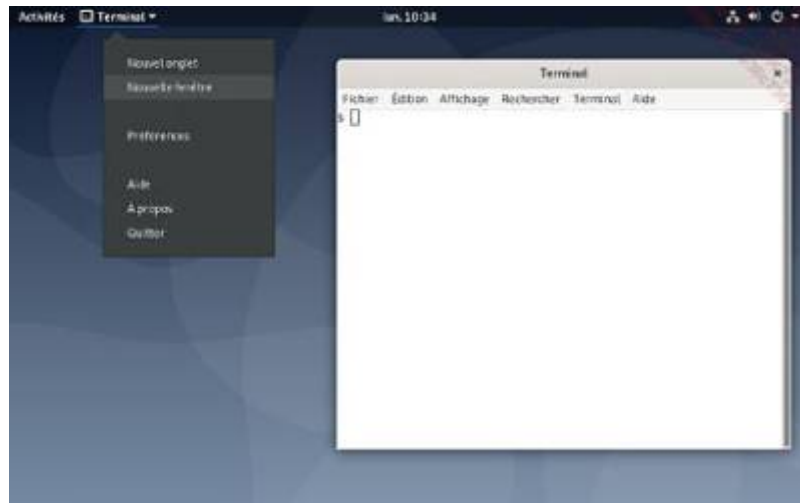 Activités Terminal lun. 10:34
Nouvel onglet
Nouvelle fenêtre
Préférences
Aide
À propos
Quitter
Terminal
Fichier Édition Affichage Rechercher Terminal Aide
$